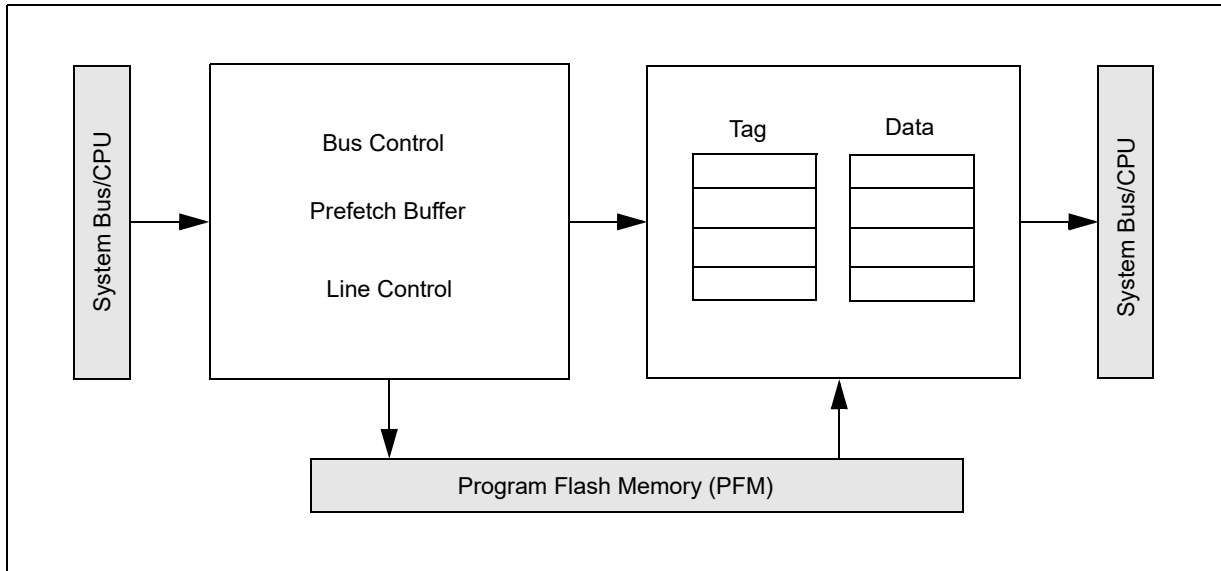 System Bus/CPU
Bus Control
Prefetch Buffer
Line Control
Tag
Data
System Bus/CPU
Program Flash Memory (PFM)